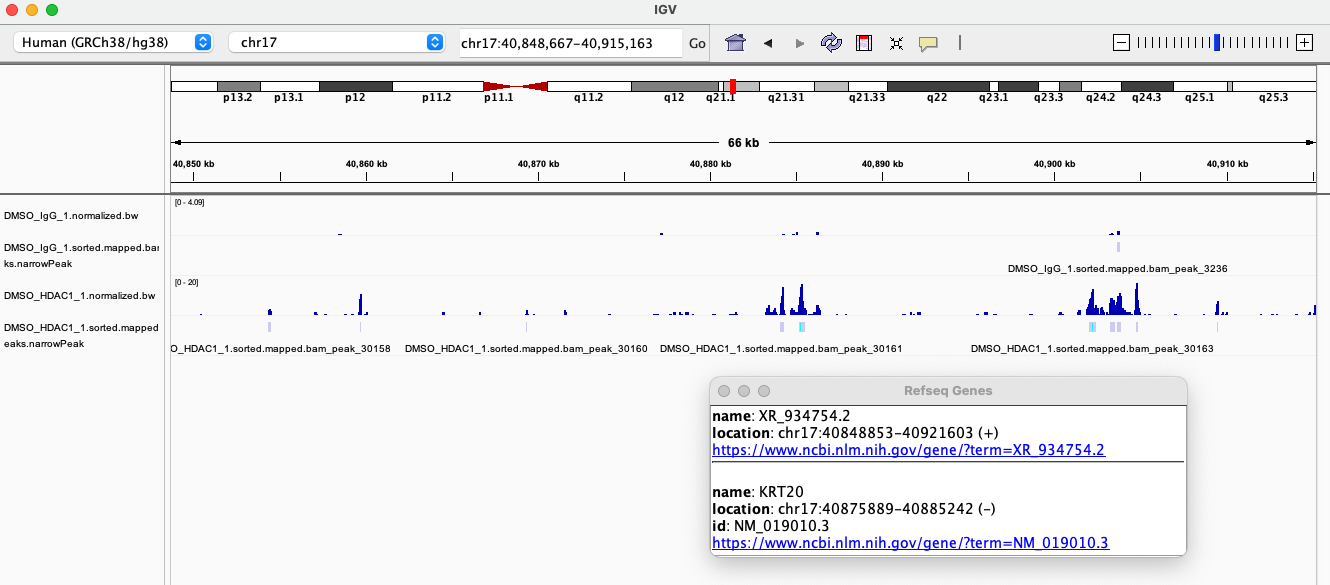 IGV
Human (GRCh38/hg38) chr17 chr17:40,848,667-40,915,163 Go
p13.2 p13.1 p12 p11.2 p11.1 q11.2 q12 q21.1 q21.31 q21.33 q22 q23.1 q23.3 q24.2 q24.3 q25.1 q25.3
66 kb
40,850 kb 40,860 kb 40,870 kb 40,880 kb 40,890 kb 40,900 kb 40,910 kb
[0 - 4.09]
DMSO_IgG_1.normalized.bw
DMSO_IgG_1.sorted.mapped.ba
ks.narrowPeak
DMSO_IgG_1.sorted.mapped.bam_peak_3236
[0 - 20]
DMSO_HDAC1_1.normalized.bw
DMSO_HDAC1_1.sorted.mapped
eaks.narrowPeak
O_HDAC1_1.sorted.mapped.bam_peak_30158 DMSO_HDAC1_1.sorted.mapped.bam_peak_30160 DMSO_HDAC1_1.sorted.mapped.bam_peak_30161 DMSO_HDAC1_1.sorted.mapped.bam_peak_30163
Refseq Genes
name: XR_934754.2
location: chr17:40848853-40921603 (+)
https://www.ncbi.nlm.nih.gov/gene/?term=XR_934754.2
name: KRT20
location: chr17:40875889-40885242 (-)
id: NM_019010.3
https://www.ncbi.nlm.nih.gov/gene/?term=NM_019010.3